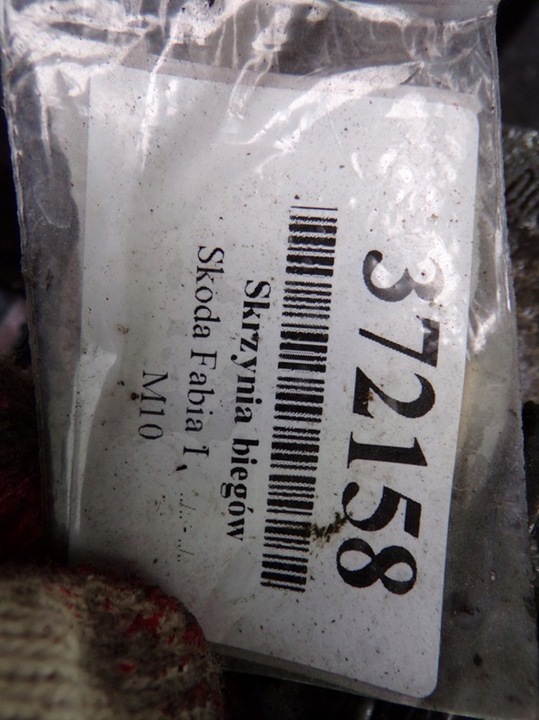 372158
Skrzynia biegów
Skoda Fabia I ../.. - ../..
M10